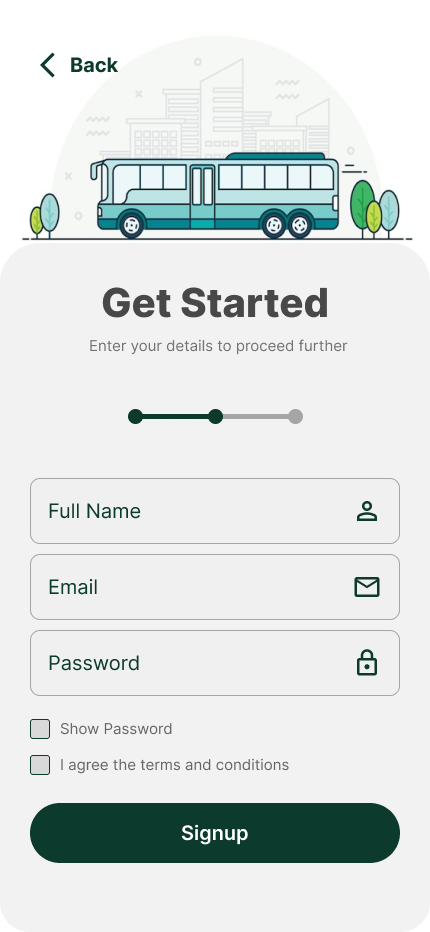 Back
Get Started
Enter your details to proceed further
Full Name
Email
Password
Show Password
I agree the terms and conditions
Signup